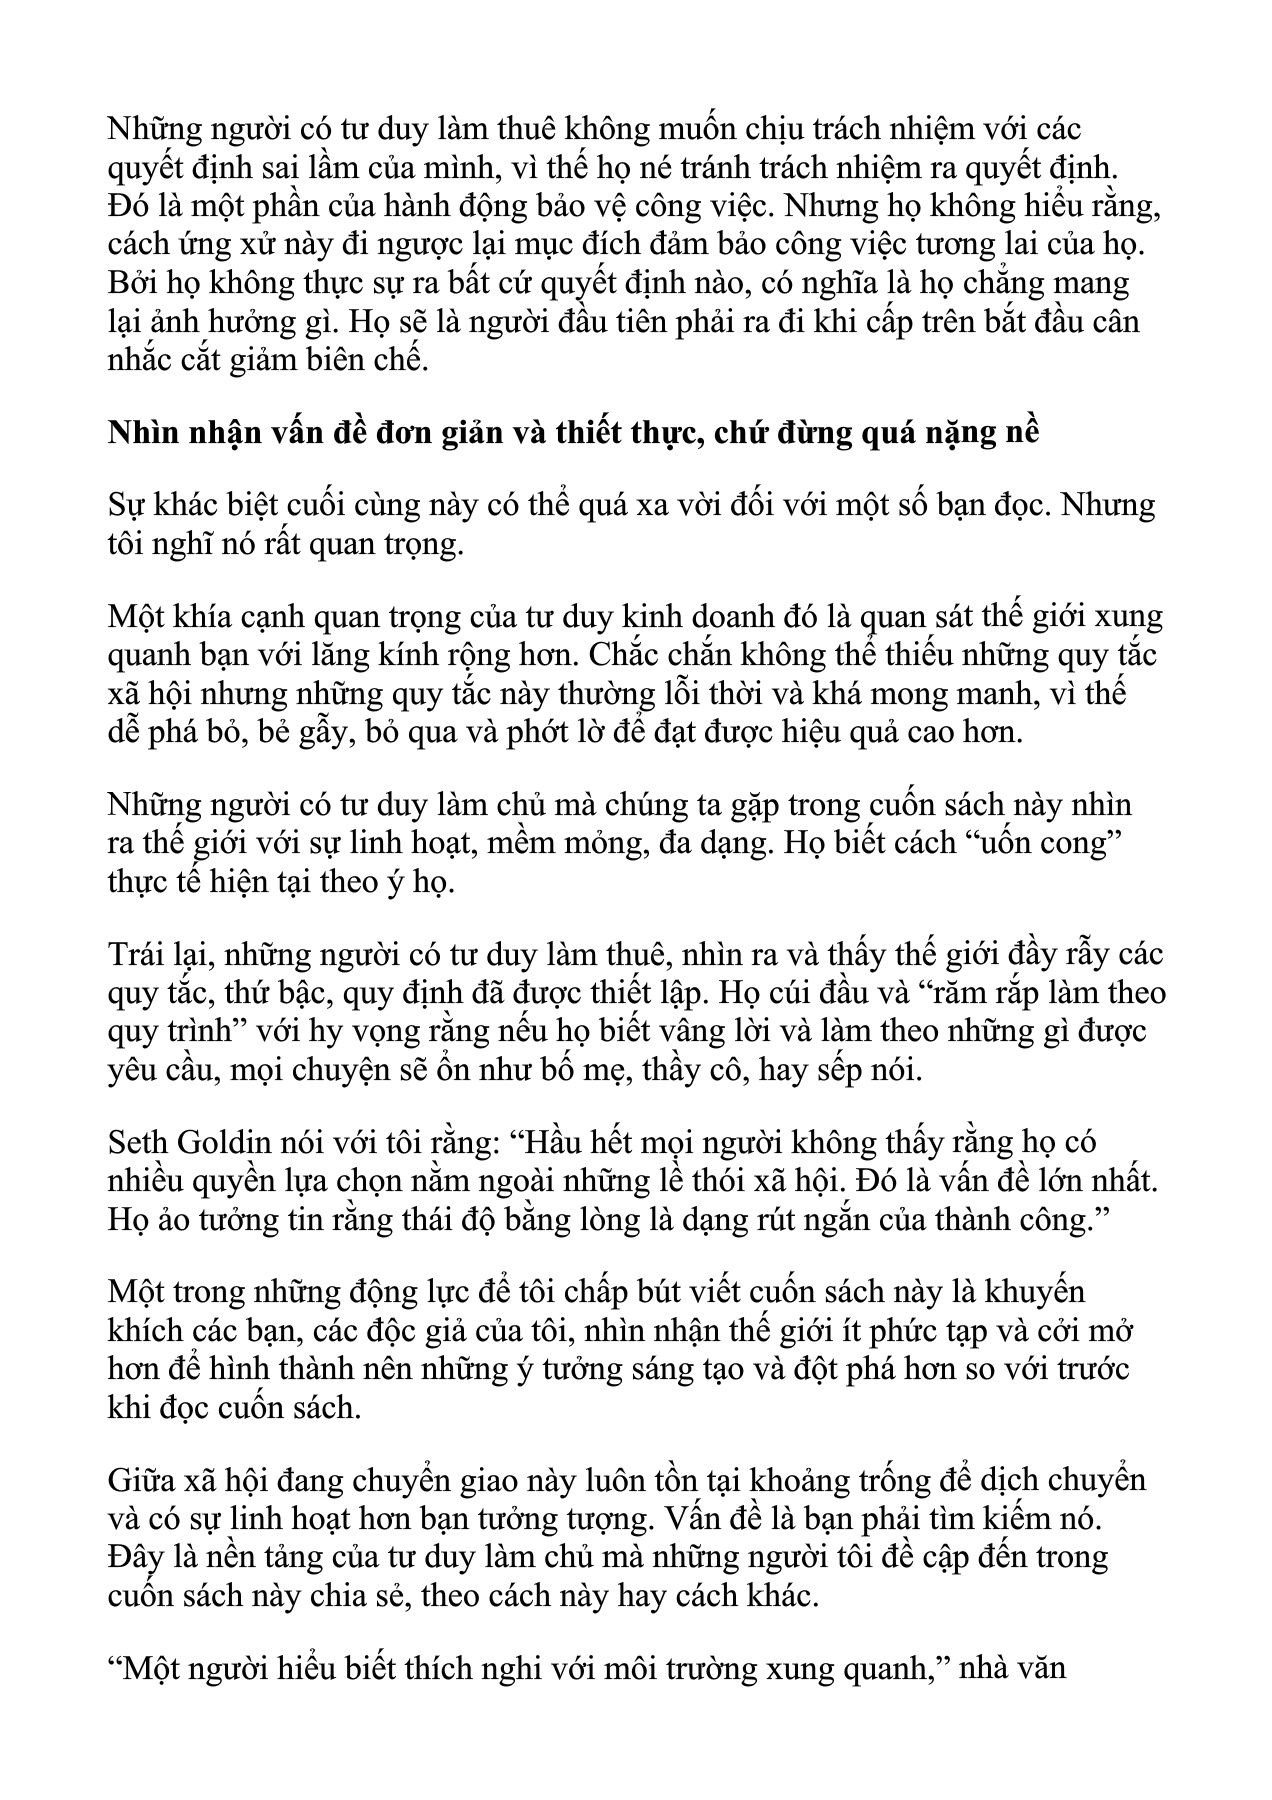 Những người có tư duy làm thuê không muốn chịu trách nhiệm với các
quyết định sai lầm của mình, vì thế họ né tránh trách nhiệm ra quyết định.
Đó là một phần của hành động bảo vệ công việc. Nhưng họ không hiểu rằng,
cách ứng xử này đi ngược lại mục đích đảm bảo công việc tương lai của họ.
Bởi họ không thực sự ra bất cứ quyết định nào, có nghĩa là họ chẳng mang
lại ảnh hưởng gì. Họ sẽ là người đầu tiên phải ra đi khi cấp trên bắt đầu cân
nhắc cắt giảm biên chế.
Nhìn nhận vấn đề đơn giản và thiết thực, chứ đừng quá nặng nề
Sự khác biệt cuối cùng này có thể quá xa vời đối với một số bạn đọc. Nhưng
tôi nghĩ nó rất quan trọng.
Một khía cạnh quan trọng của tư duy kinh doanh đó là quan sát thế giới xung
quanh bạn với lăng kính rộng hơn. Chắc chắn không thể thiếu những quy tắc
xã hội nhưng những quy tắc này thường lỗi thời và khá mong manh, vì thế
dễ phá bỏ, bẻ gẫy, bỏ qua và phớt lờ để đạt được hiệu quả cao hơn.
Những người có tư duy làm chủ mà chúng ta gặp trong cuốn sách này nhìn
ra thế giới với sự linh hoạt, mềm mỏng, đa dạng. Họ biết cách “uốn cong”
thực tế hiện tại theo ý họ.
Trái lại, những người có tư duy làm thuê, nhìn ra và thấy thế giới đầy rẫy các
quy tắc, thứ bậc, quy định đã được thiết lập. Họ cúi đầu và “răm rắp làm theo
quy trình” với hy vọng rằng nếu họ biết vâng lời và làm theo những gì được
yêu cầu, mọi chuyện sẽ ổn như bố mẹ, thầy cô, hay sếp nói.
Seth Goldin nói với tôi rằng: “Hầu hết mọi người không thấy rằng họ có
nhiều quyền lựa chọn nằm ngoài những lề thói xã hội. Đó là vấn đề lớn nhất.
Họ ảo tưởng tin rằng thái độ bằng lòng là dạng rút ngắn của thành công.”
Một trong những động lực để tôi chấp bút viết cuốn sách này là khuyến
khích các bạn, các độc giả của tôi, nhìn nhận thế giới ít phức tạp và cởi mở
hơn để hình thành nên những ý tưởng sáng tạo và đột phá hơn so với trước
khi đọc cuốn sách.
Giữa xã hội đang chuyển giao này luôn tồn tại khoảng trống để dịch chuyển
và có sự linh hoạt hơn bạn tưởng tượng. Vấn đề là bạn phải tìm kiếm nó.
Đây là nền tảng của tư duy làm chủ mà những người tôi đề cập đến trong
cuốn sách này chia sẻ, theo cách này hay cách khác.
“Một người hiểu biết thích nghi với môi trường xung quanh,” nhà văn